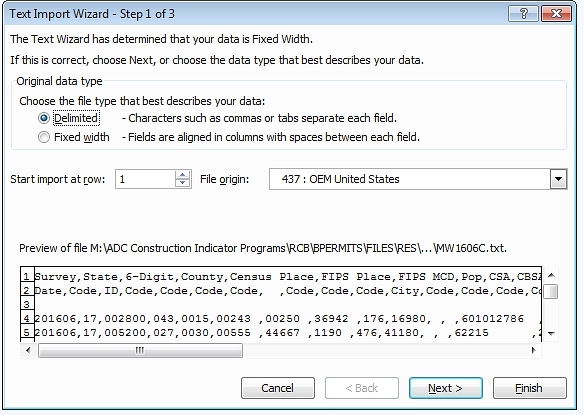 Text Import Wizard - Step 1 of 3
The Text Wizard has determined that your data is Fixed Width.
If this is correct, choose Next, or choose the data type that best describes your data.
Original data type
Choose the file type that best describes your data:
Delimited - Characters such as commas or tabs separate each field.
Fixed width - Fields are aligned in columns with spaces between each field.
Start import at row: 1 File origin: 437 : OEM United States
Preview of file M:\ADC Construction Indicator Programs\RCB\BPERMITS\FILES\RES\...\MW1606C.txt.
1 Survey,State,6-Digit,County,Census Place,FIPS Place,FIPS MCD,Pop,CSA,CBSA
2 Date,Code,ID,Code,Code,Code,Code, ,Code,Code,Code,City,Code,Code,Code,Co
3
4 201606,17,002800,043,0015,00243 ,00250 ,36942 ,176,16980, , ,601012786
5 201606,17,005200,027,0030,00555 ,44667 ,1190 ,476,41180, , ,62215 ,2
Cancel < Back Next > Finish